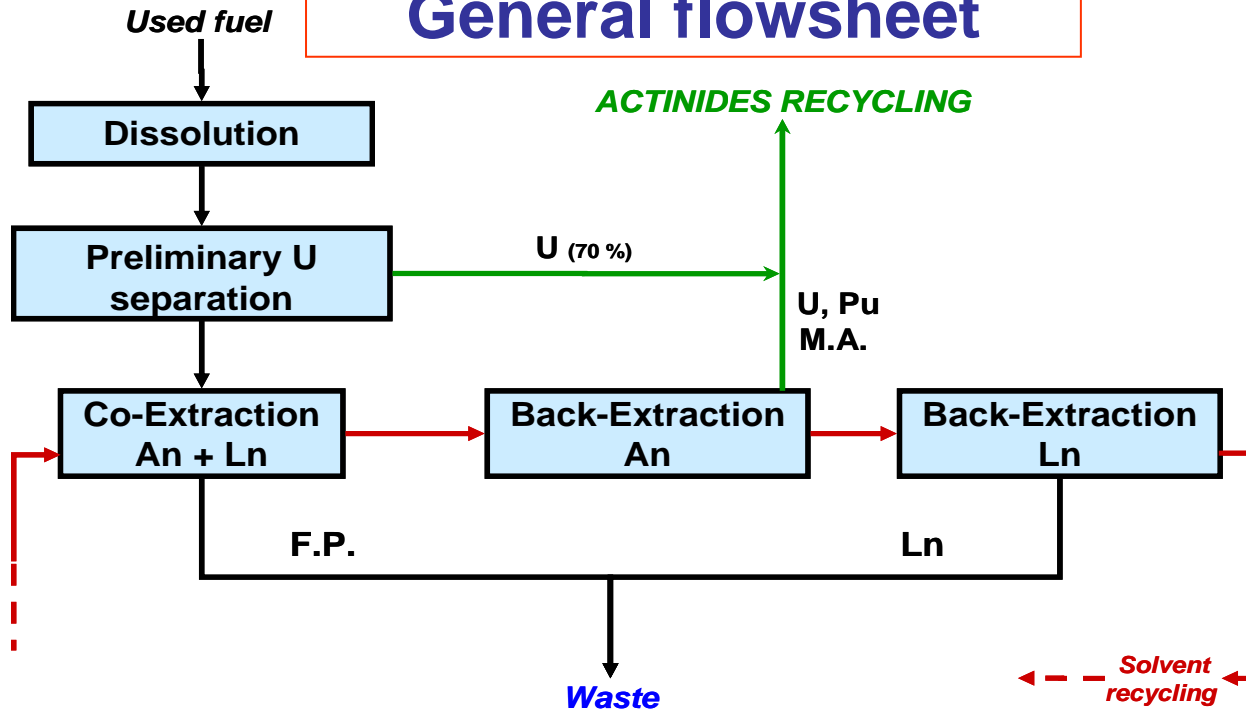 General flowsheet
Used fuel
ACTINIDES RECYCLING
Dissolution
Preliminary U
separation
U (70 %)
U, Pu
M.A.
Co-Extraction
An + Ln
Back-Extraction
An
Back-Extraction
Ln
F.P.
Ln
Solvent
recycling
Waste